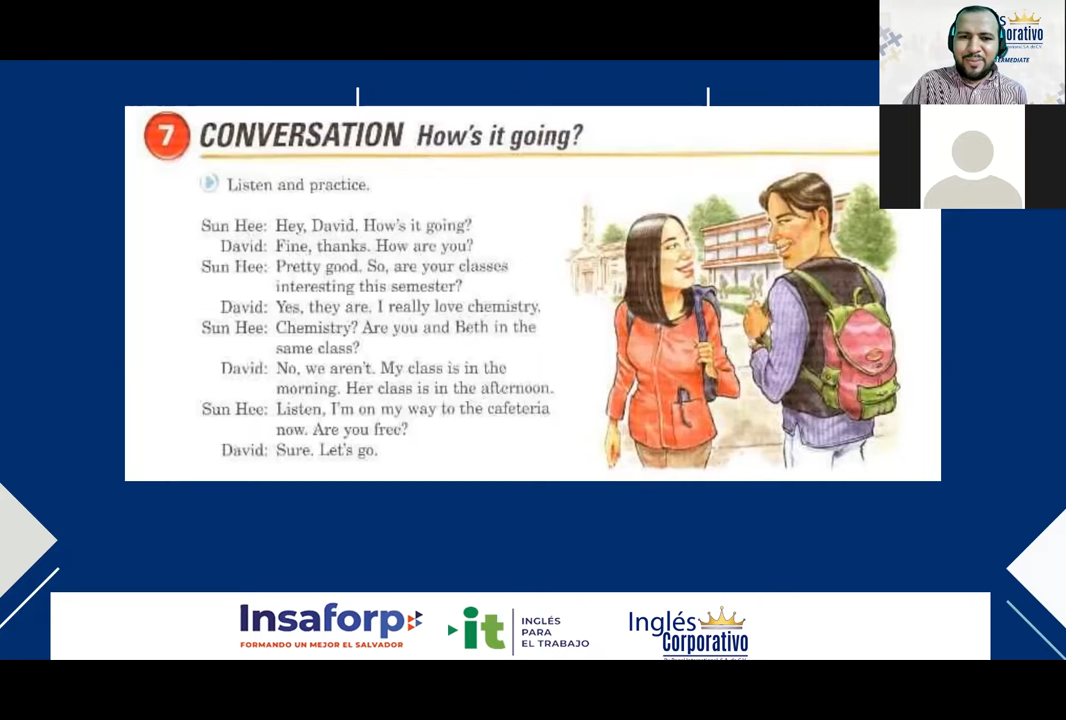 7 CONVERSATION How's it going?
Listen and practice.
Sun Hee: Hey, David. How's it going?
David: Fine, thanks. How are you?
Sun Hee: Pretty good. So, are your classes
interesting this semester?
David: Yes, they are. I really love chemistry.
Sun Hee: Chemistry? Are you and Beth in the
same class?
David: No, we aren't. My class is in the
morning. Her class is in the afternoon.
Sun Hee: Listen, I'm on my way to the cafeteria
now. Are you free?
David: Sure. Let's go.
Insaforp
FORMANDO UN MEJOR EL SALVADOR
it
INGLÉS
PARA
EL TRABAJO
Inglés
Corporativo